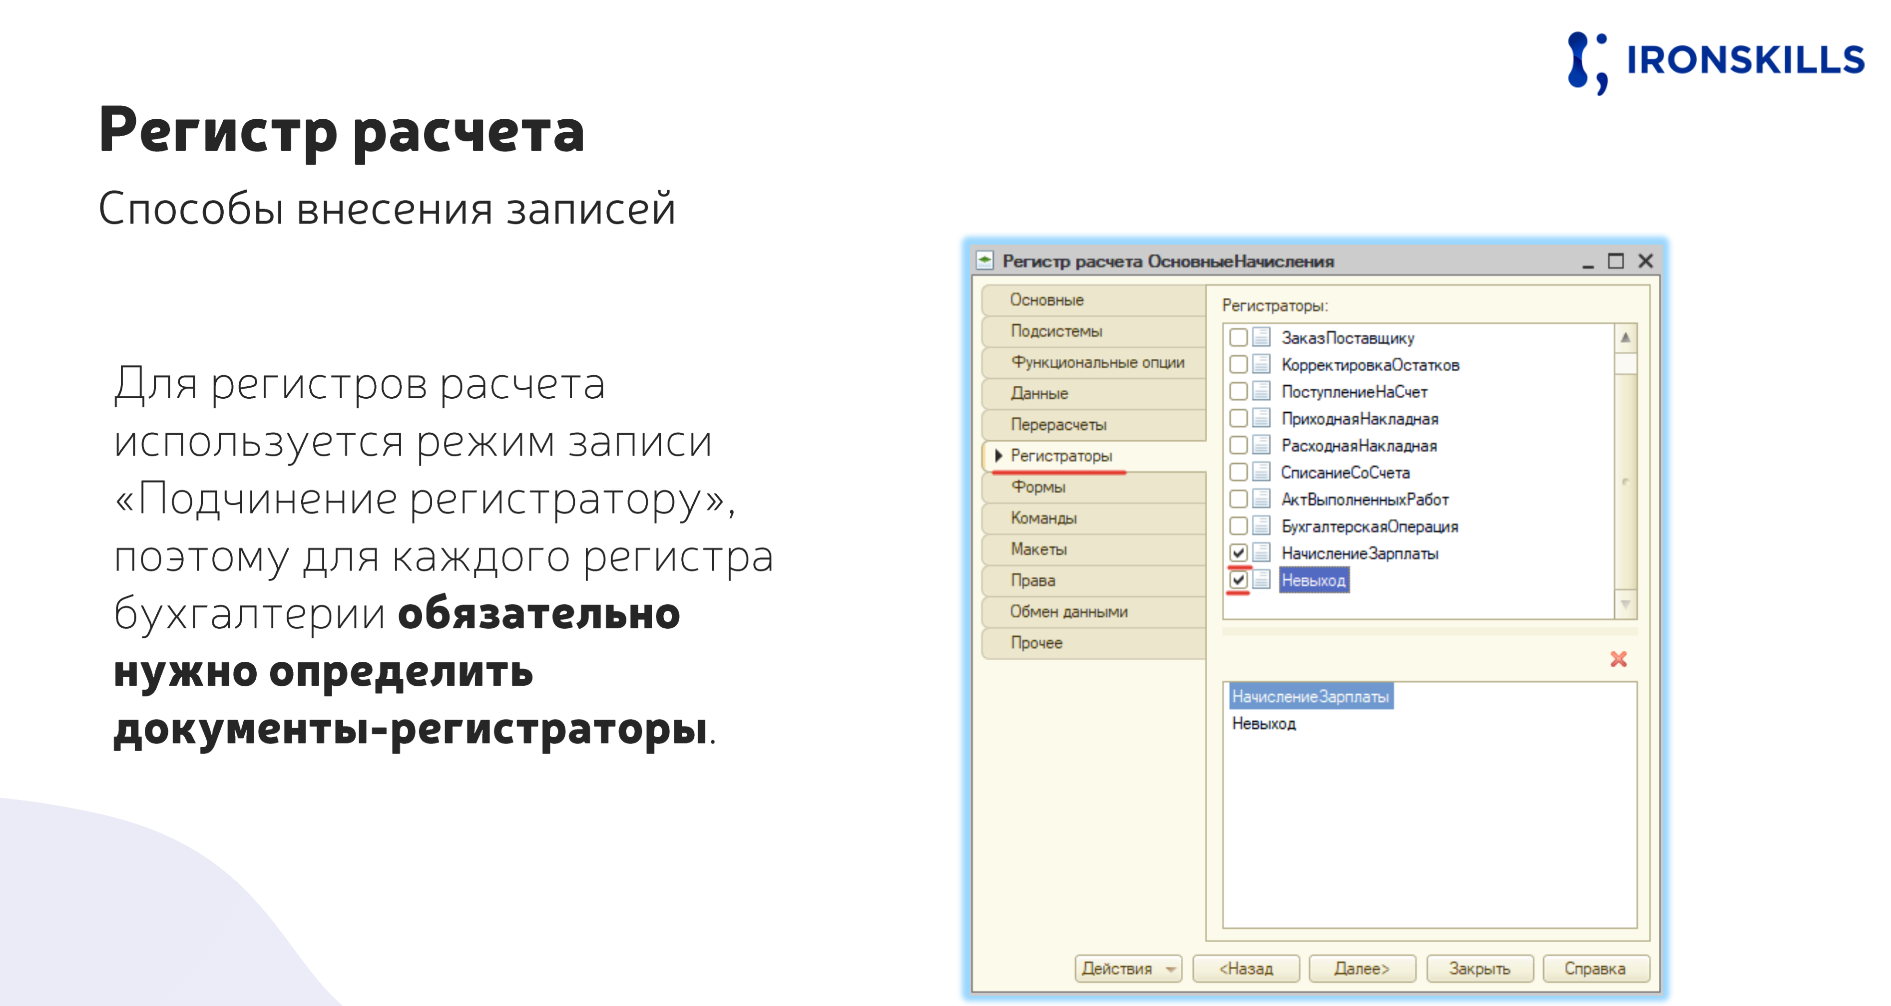 IRONSKILLS
Регистр расчета
Способы внесения записей
Для регистров расчета
используется режим записи
«Подчинение регистратору»,
поэтому для каждого регистра
бухгалтерии обязательно
нужно определить
документы-регистраторы.
Регистр расчета ОсновныеНачисления
Основные
Подсистемы
Функциональные опции
Данные
Перерасчеты
Регистраторы
Формы
Команды
Макеты
Права
Обмен данными
Прочее
Регистраторы:
ЗаказПоставщику
КорректировкаОстатков
ПоступлениеНаСчет
ПриходнаяНакладная
РасходнаяНакладная
СписаниеСоСчета
АктВыполненныхРабот
БухгалтерскаяОперация
НачислениеЗарплаты
Невыход
НачислениеЗарплаты
Невыход
Действия
<Назад
Далее>
Закрыть
Справка